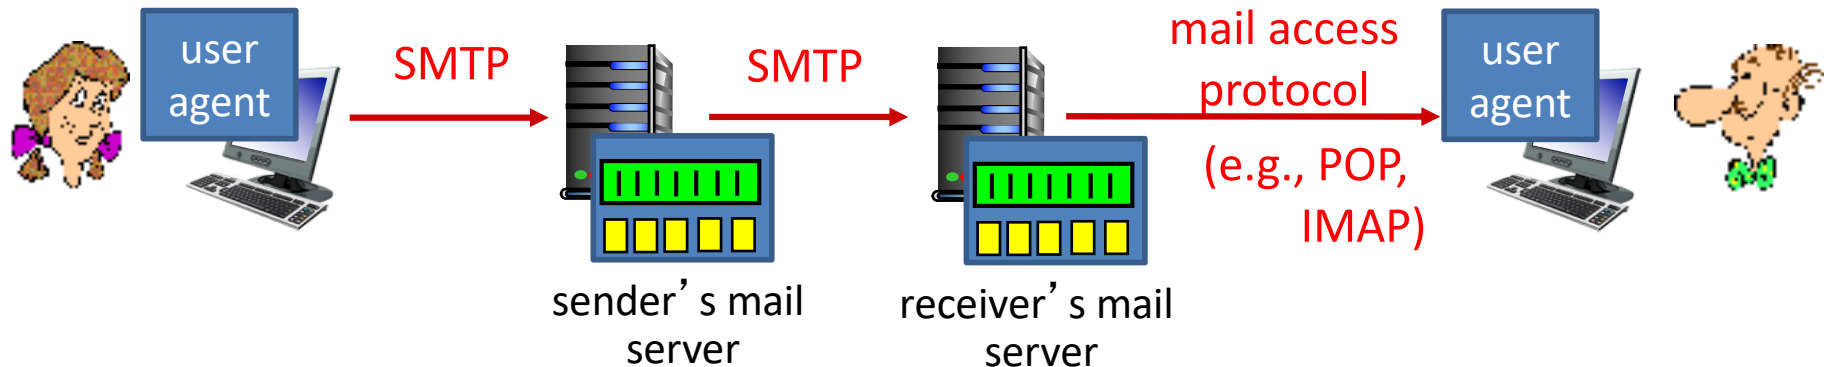 user
agent
SMTP
SMTP
mail access
protocol
(e.g., POP,
IMAP)
user
agent
sender’s mail
server
receiver’s mail
server